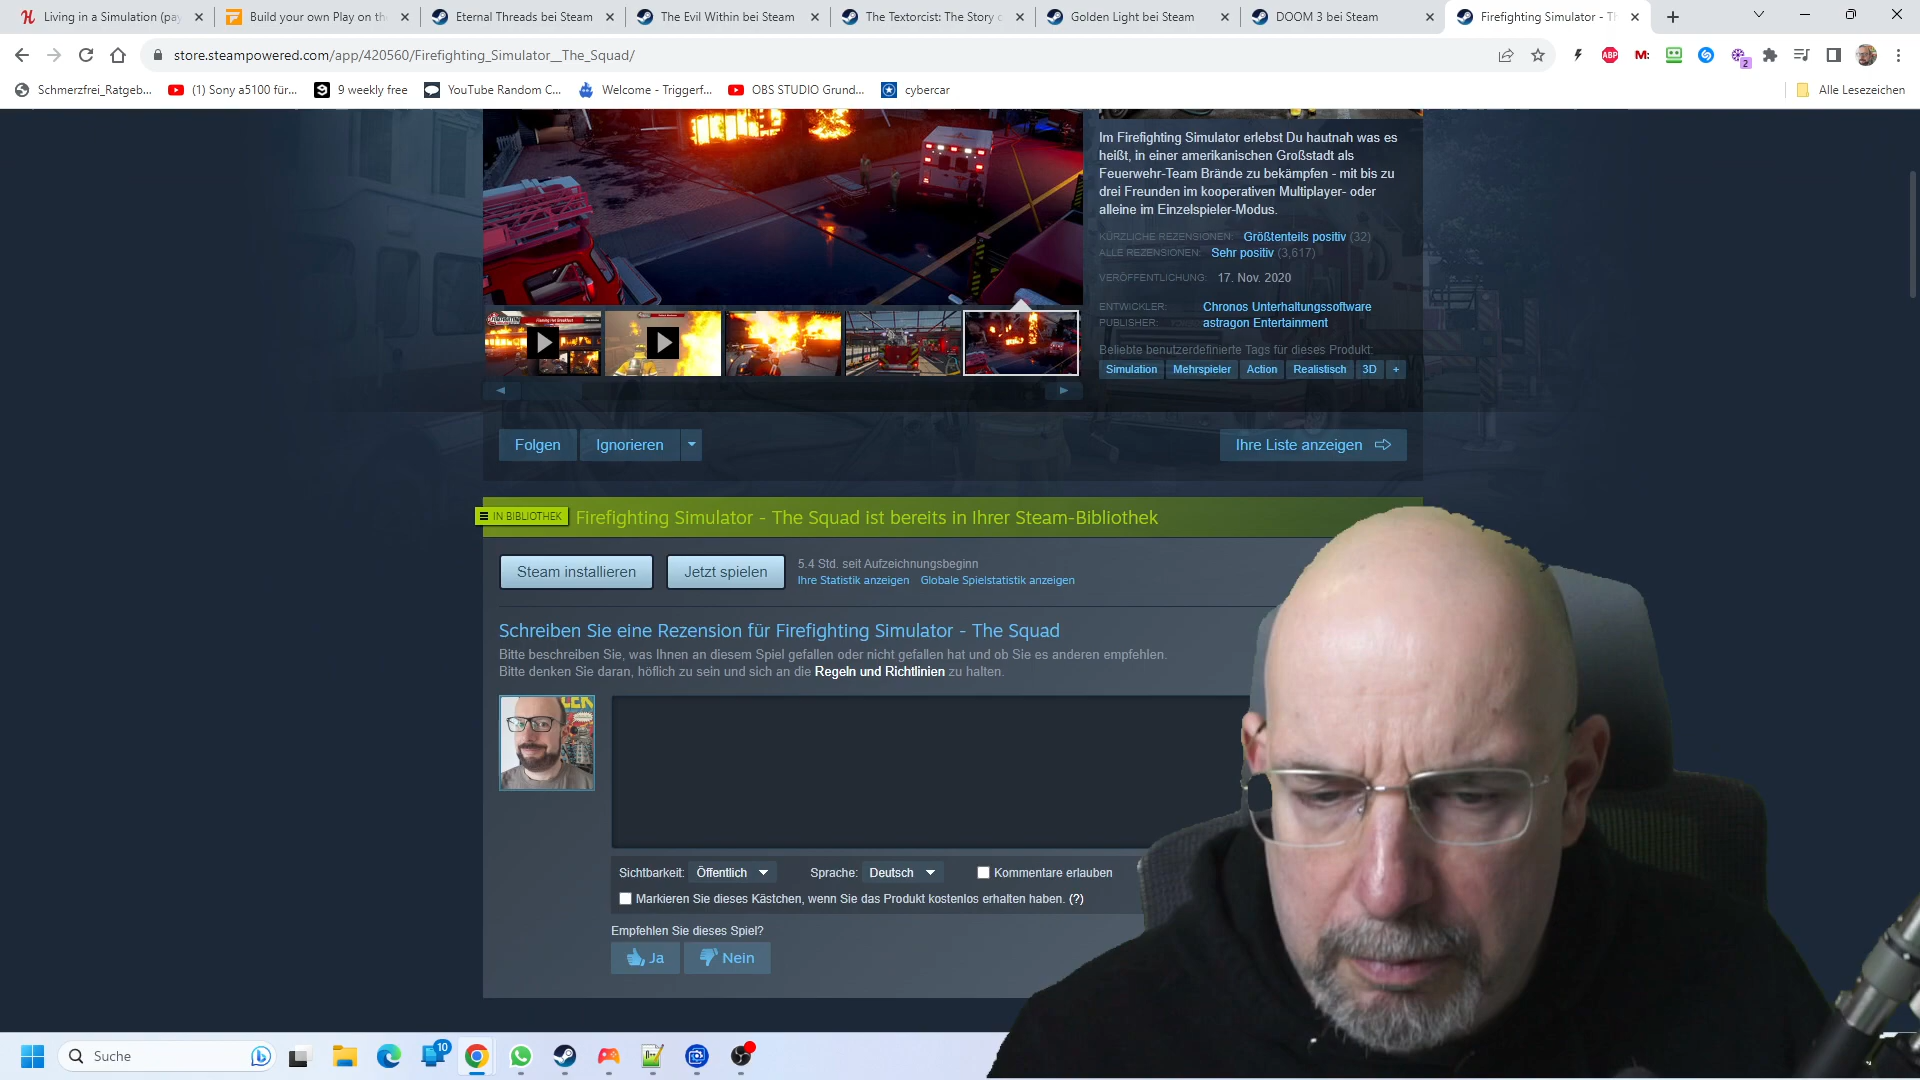 Living in a Simulation (pa
Build your own Play on th
Eternal Threads bei Steam
The Evil Within bei Steam
The Textorcist: The Story
Golden Light bei Steam
DOOM 3 bei Steam
Firefighting Simulator - Th
store.steampowered.com/app/420560/Firefighting_Simulator__The_Squad/
ABP
M:
2
Schmerzfrei_Ratgeb...
(1) Sony a5100 für...
9 weekly free
YouTube Random C...
Welcome - Triggerf...
OBS STUDIO Grund...
cybercar
Alle Lesezeichen
Im Firefighting Simulator erlebst Du hautnah was es
heißt, in einer amerikanischen Großstadt als
Feuerwehr-Team Brände zu bekämpfen - mit bis zu
drei Freunden im kooperativen Multiplayer- oder
alleine im Einzelspieler-Modus.
KÜRZLICHE REZENSIONEN: Größtenteils positiv (32)
ALLE REZENSIONEN: Sehr positiv (3,617)
VERÖFFENTLICHUNG: 17. Nov. 2020
ENTWICKLER: Chronos Unterhaltungssoftware
PUBLISHER: astragon Entertainment
Beliebte benutzerdefinierte Tags für dieses Produkt:
Simulation Mehrspieler Action Realistisch 3D +
Folgen
Ignorieren
Ihre Liste anzeigen
IN BIBLIOTHEK
Firefighting Simulator - The Squad ist bereits in Ihrer Steam-Bibliothek
Steam installieren
Jetzt spielen
5.4 Std. seit Aufzeichnungsbeginn
Ihre Statistik anzeigen Globale Spielstatistik anzeigen
Schreiben Sie eine Rezension für Firefighting Simulator - The Squad
Bitte beschreiben Sie, was Ihnen an diesem Spiel gefallen oder nicht gefallen hat und ob Sie es anderen empfehlen.
Bitte denken Sie daran, höflich zu sein und sich an die Regeln und Richtlinien zu halten.
Sichtbarkeit: Öffentlich
Sprache: Deutsch
Kommentare erlauben
Markieren Sie dieses Kästchen, wenn Sie das Produkt kostenlos erhalten haben. (?)
Empfehlen Sie dieses Spiel?
Ja
Nein
Suche
10